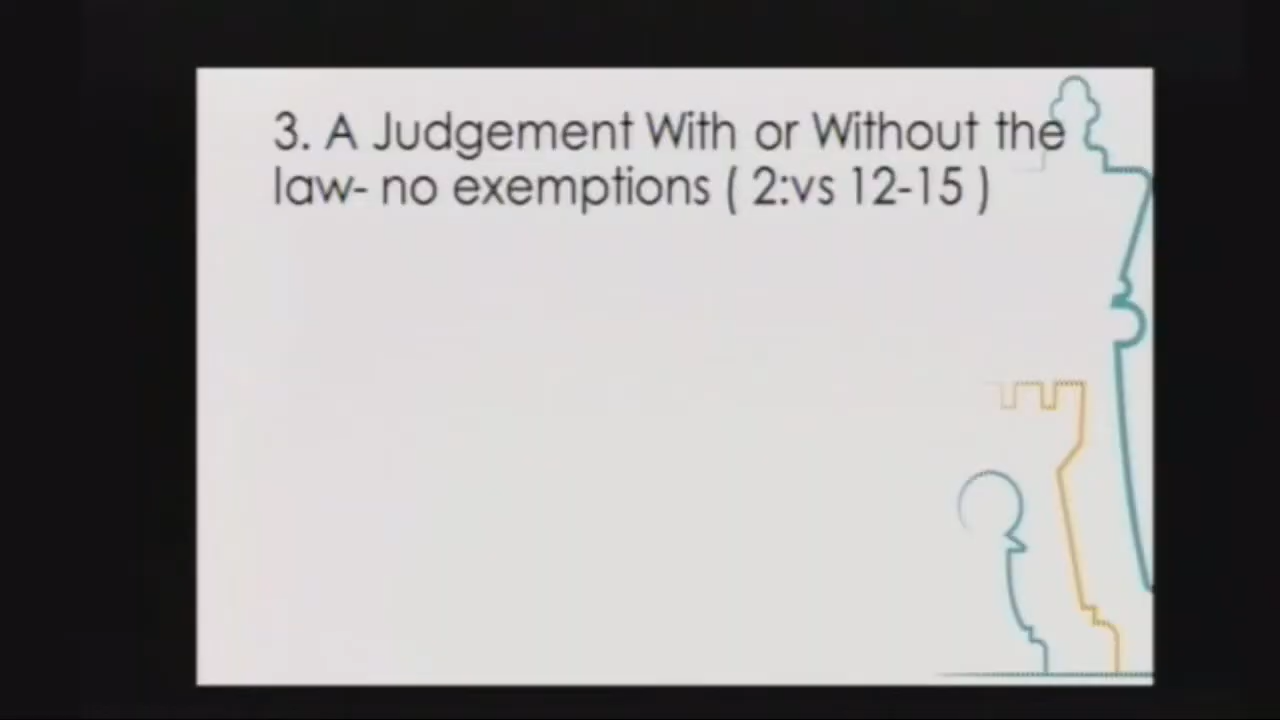 3. A Judgement With or Without the
law- no exemptions ( 2:vs 12-15 )